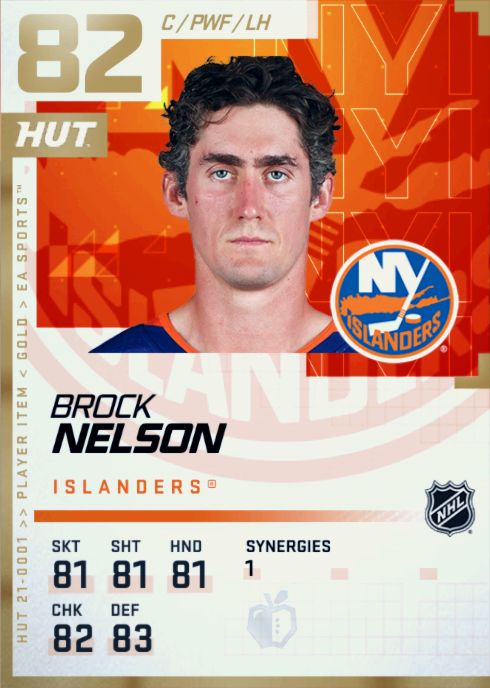 82
C / PWF / LH
NYI
HUT
HUT 21-0001 >> PLAYER ITEM < GOLD > EA SPORTS™
NY
ISLANDERS®
BROCK
NELSON
ISLANDERS®
NHL
SKT SHT HND SYNERGIES
81 81 81 1
CHK DEF
82 83